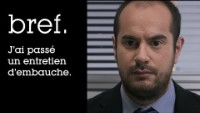 bref.
J'ai passé
un entretien
d'embauche.